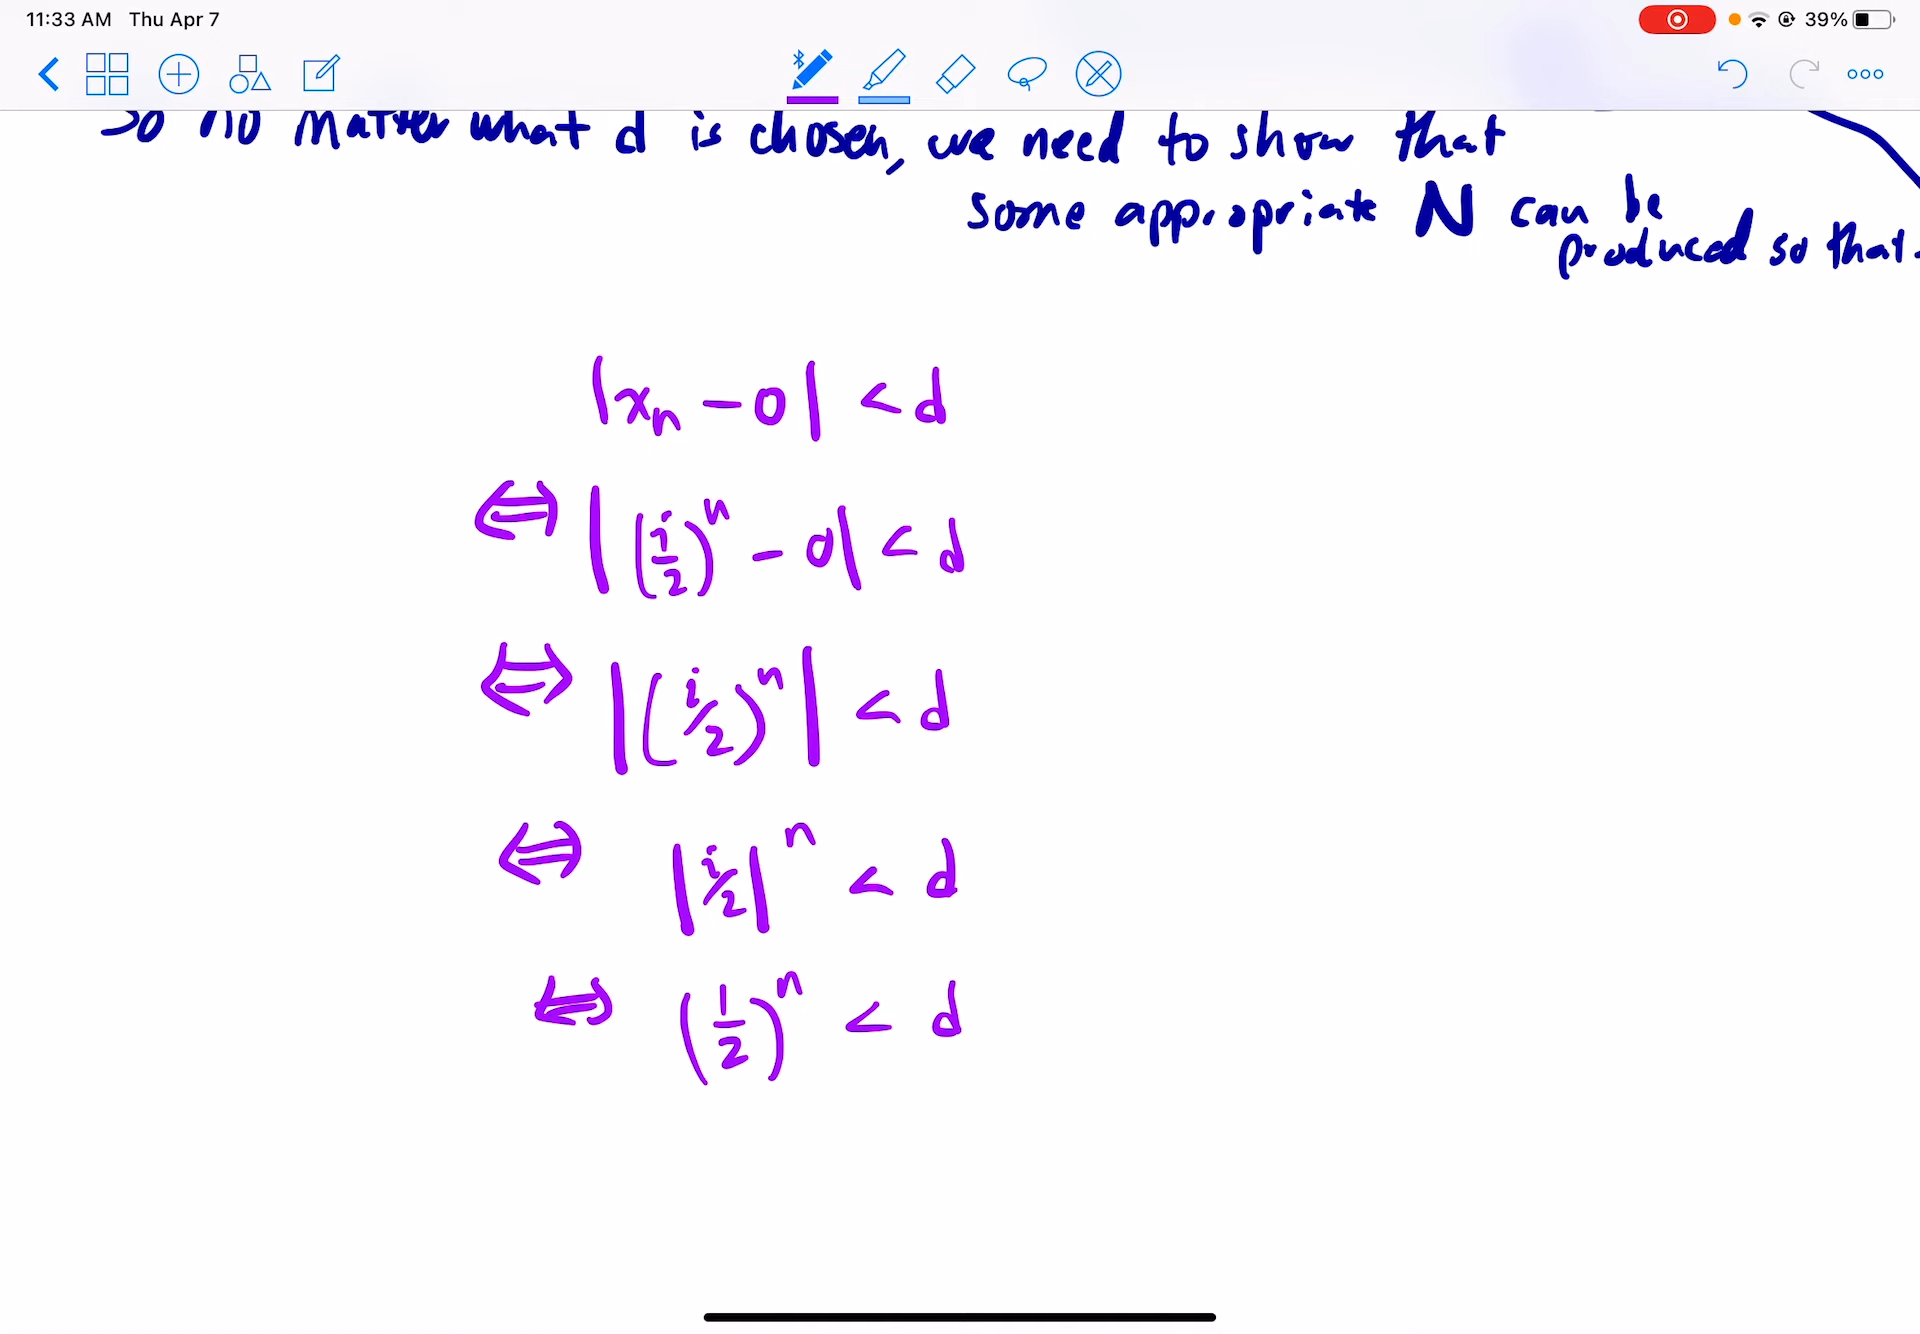 11:33 AM Thu Apr 7 39%
So no matter what d is chosen, we need to show that
some appropriate N can be
produced so that
|xₙ - 0| < d
⇔ |(i/2)ⁿ - 0| < d
⇔ |(i/2)ⁿ| < d
⇔ |i/2|ⁿ < d
⇔ (1/2)ⁿ < d